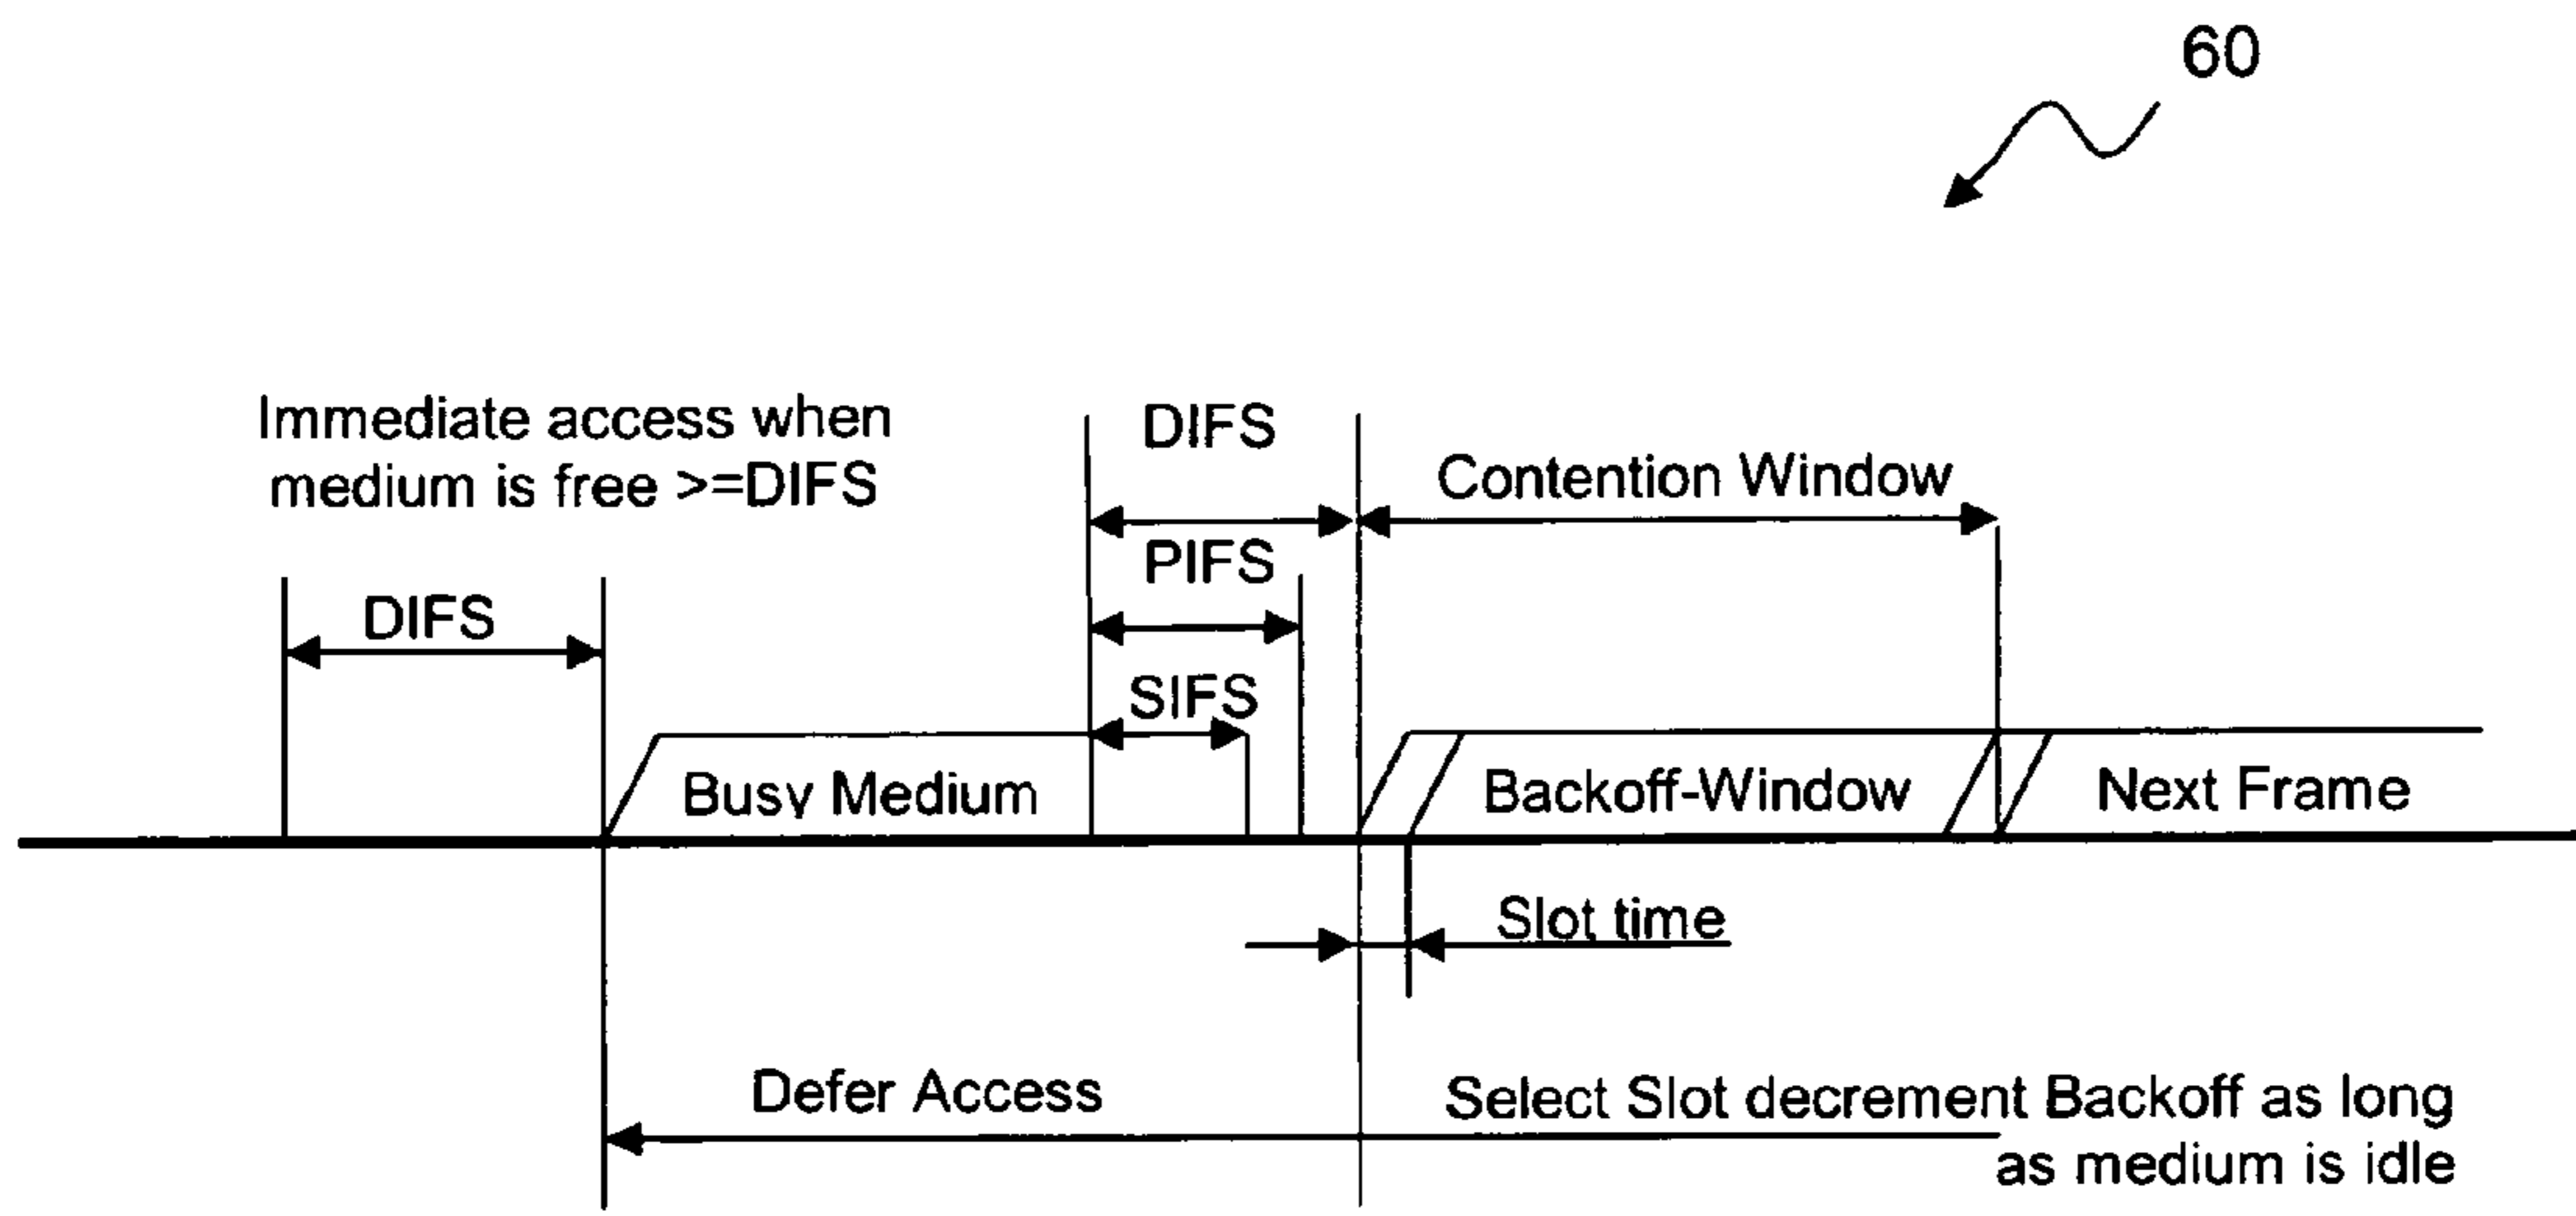 60
Immediate access when
medium is free >=DIFS
DIFS
DIFS
Contention Window
PIFS
SIFS
Busy Medium
Backoff-Window
Next Frame
Slot time
Defer Access
Select Slot decrement Backoff as long
as medium is idle